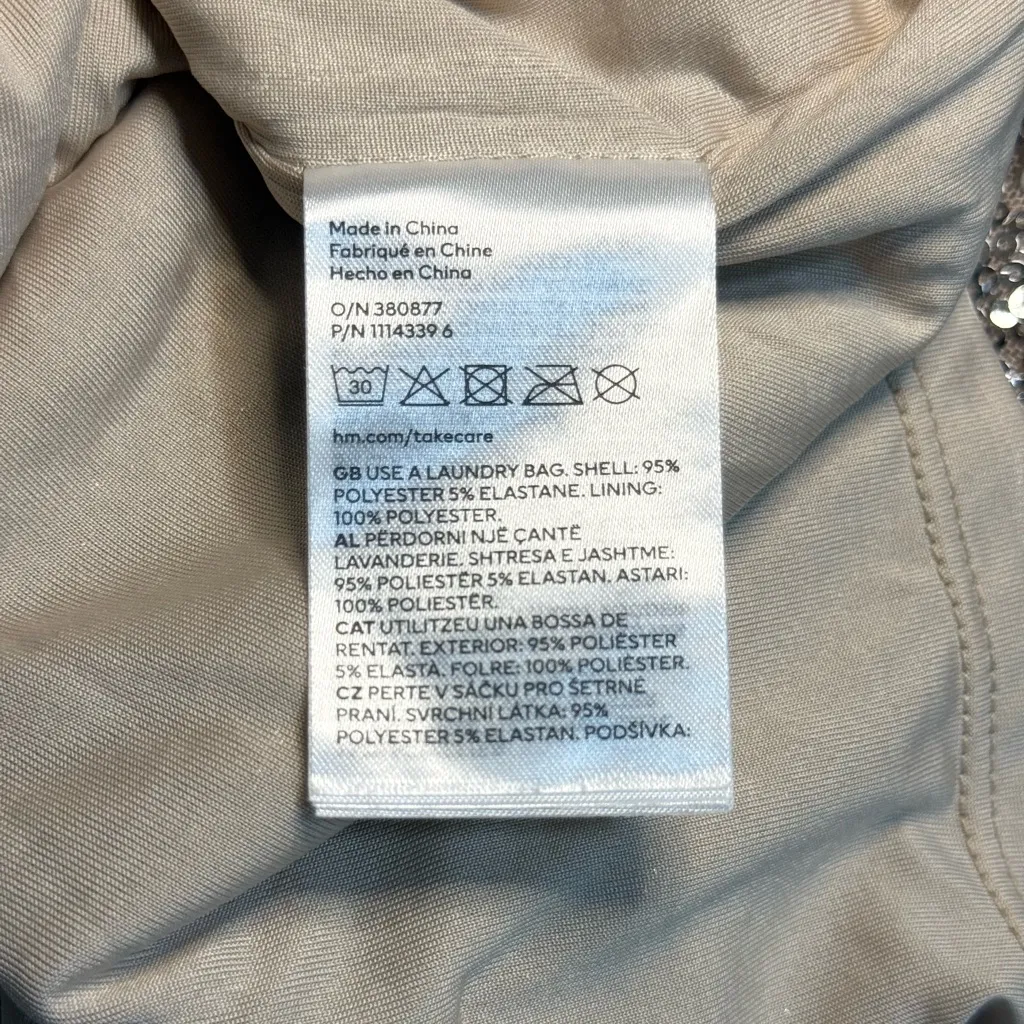 Made in China
Fabriqué en Chine
Hecho en China
O/N 380877
P/N 1114339 6
30
hm.com/takecare
GB USE A LAUNDRY BAG. SHELL: 95%
POLYESTER 5% ELASTANE. LINING:
100% POLYESTER.
AL PËRDORNI NJË ÇANTË
LAVANDERIE. SHTRESA E JASHTME:
95% POLIESTËR 5% ELASTAN. ASTARI:
100% POLIESTËR.
CAT UTILITZEU UNA BOSSA DE
RENTAT. EXTERIOR: 95% POLIÈSTER
5% ELASTÀ. FOLRE: 100% POLIÈSTER.
CZ PERTE V SÁČKU PRO ŠETRNÉ
PRANÍ. SVRCHNÍ LÁTKA: 95%
POLYESTER 5% ELASTAN. PODŠÍVKA: